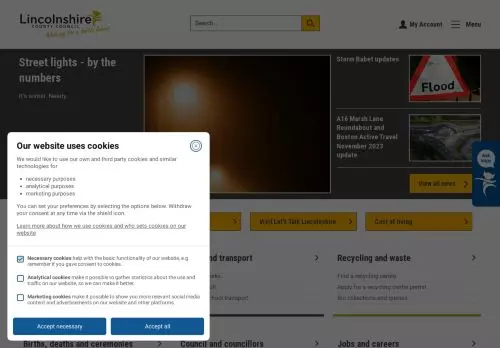 Lincolnshire
COUNTY COUNCIL
Working for a better future
Search...
My Account
Menu
Street lights - by the
numbers
It's winter. Nearly.
Storm Babet updates
Flood
A16 Marsh Lane
Roundabout and
Boston Active Travel
November 2023
update
View all news
Ask
Visit Let's Talk Lincolnshire
Cost of living
Our website uses cookies
We would like to use our own and third party cookies and similar
technologies for:
necessary purposes
analytical purposes
marketing purposes
You can set your preferences by selecting the options below. Withdraw
your consent at any time via the shield icon.
Learn more about how we use cookies and who sets cookies on our
website
Necessary cookies help with the basic functionality of our website, e.g
remember if you gave consent to cookies.
Analytical cookies make it possible to gather statistics about the use and
traffic on our website, so we can make it better.
Marketing cookies make it possible to show you more relevant social media
content and advertisements on our website and other platforms.
Accept necessary
Accept all
and transport
works
transport
Recycling and waste
Find a recycling centre
Apply for a recycling centre permit
Bin collections and queries
Births, deaths and ceremonies
Council and councillors
Jobs and careers